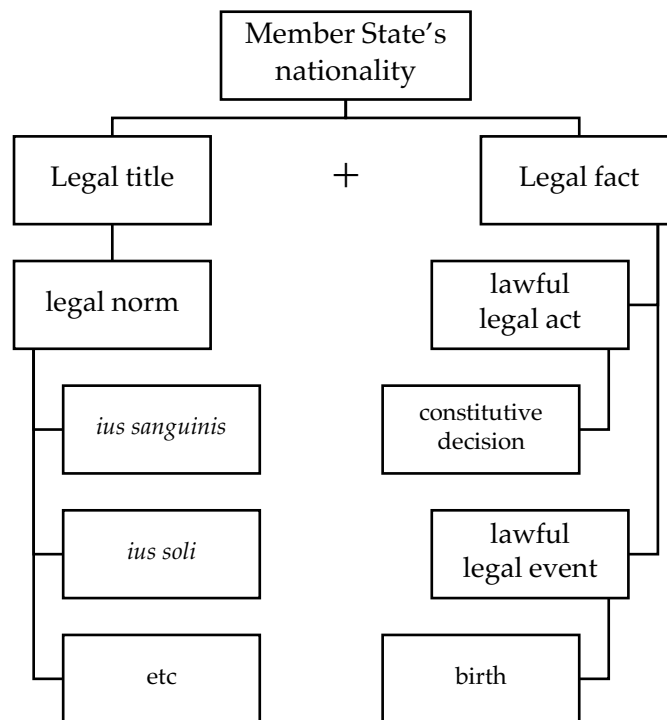 Member State’s
nationality
Legal title
+
Legal fact
legal norm
lawful
legal act
ius sanguinis
constitutive
decision
ius soli
lawful
legal event
etc
birth